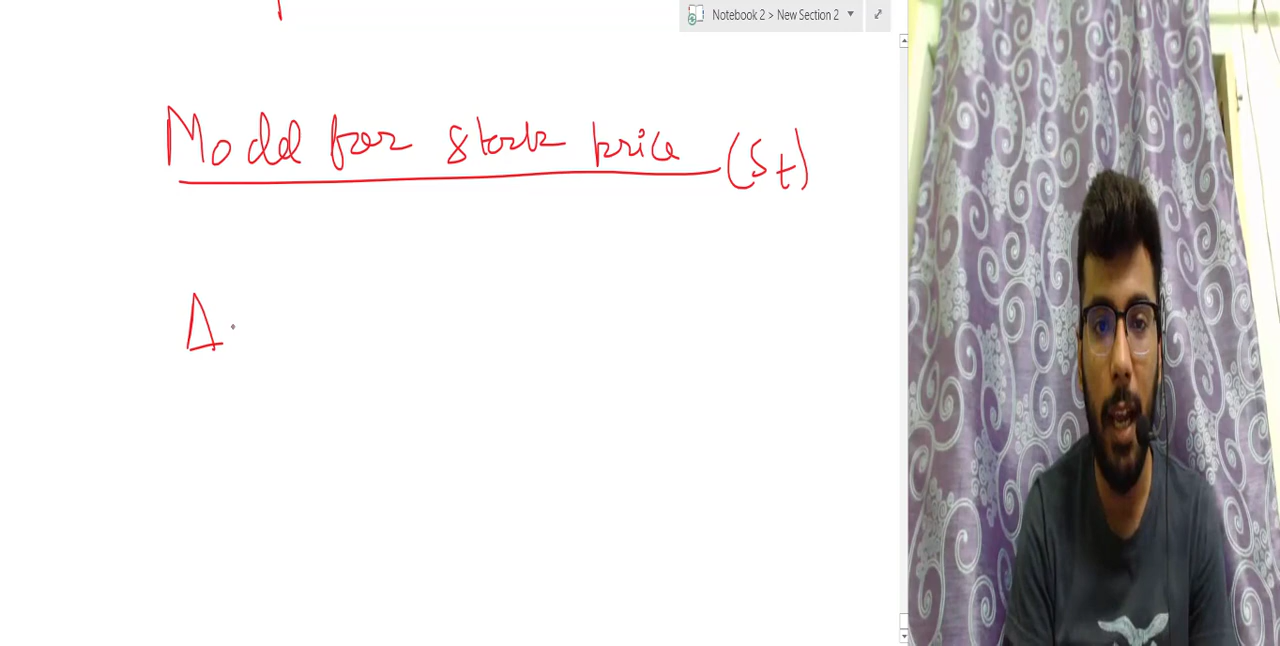 Notebook 2 > New Section 2
Model for stock price (St)
Δ